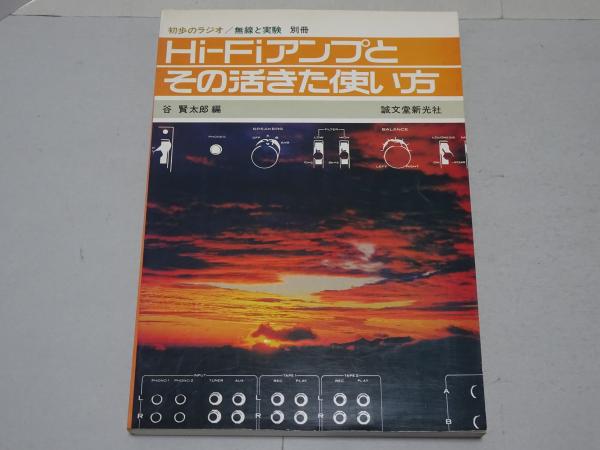 初歩のラジオ/無線と実験 別冊
Hi-Fiアンプと
その活きた使い方
谷 賢太郎 編 誠文堂新光社
SPEAKERS FILTER BALANCE LOUDNESS
PHONES OFF A B A+B LOW HIGH
LEFT RIGHT
INPUT TAPE 1 TAPE 2
PHONO 1 PHONO 2 TUNER AUX REC PLAY REC PLAY
L L L A
R R R B